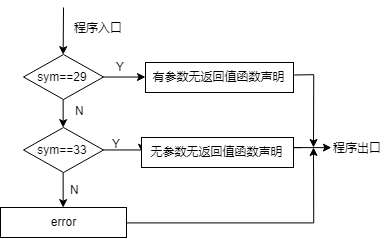 程序入口
sym==29
Y
有参数无返回值函数声明
N
sym==33
Y
无参数无返回值函数声明
程序出口
N
error